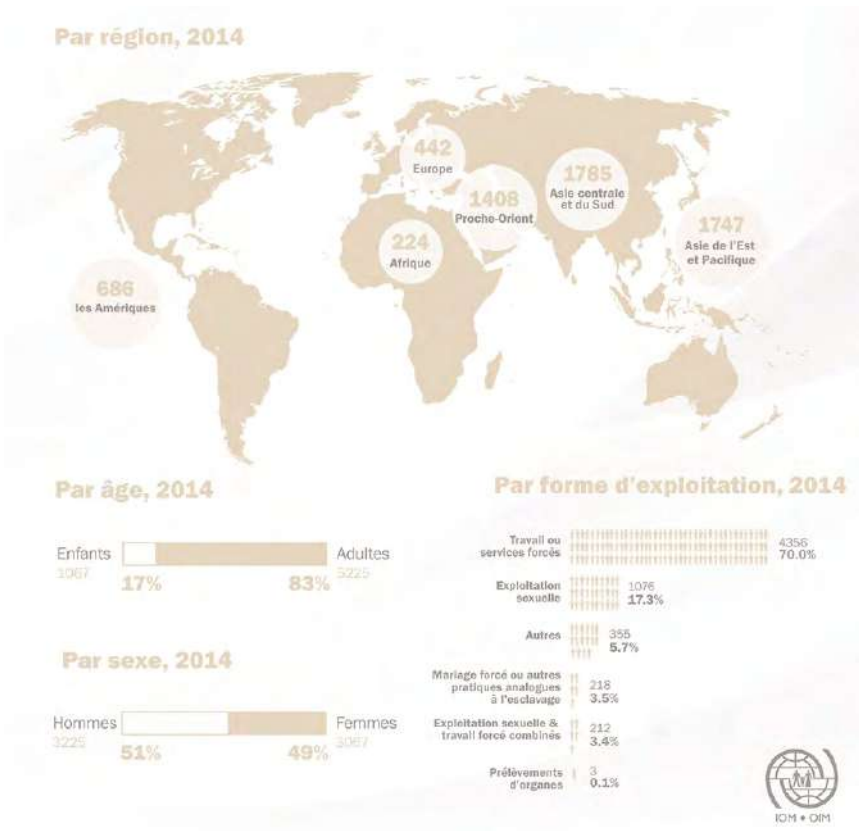 Par région, 2014
442
Europe
1408
Proche-Orient
1785
Asie centrale
et du Sud
1747
Asie de l'Est
et Pacifique
224
Afrique
686
les Amériques
Par âge, 2014
Enfants
1067
17%
83%
Adultes
5225
Par sexe, 2014
Hommes
3225
51%
49%
Femmes
3067
Par forme d'exploitation, 2014
Travail ou
services forcés
4356
70.0%
Exploitation
sexuelle
1076
17.3%
Autres
355
5.7%
Mariage forcé ou autres
pratiques analogues
à l'esclavage
218
3.5%
Exploitation sexuelle &
travail forcé combinés
212
3.4%
Prélèvements
d'organes
3
0.1%
IOM • OIM